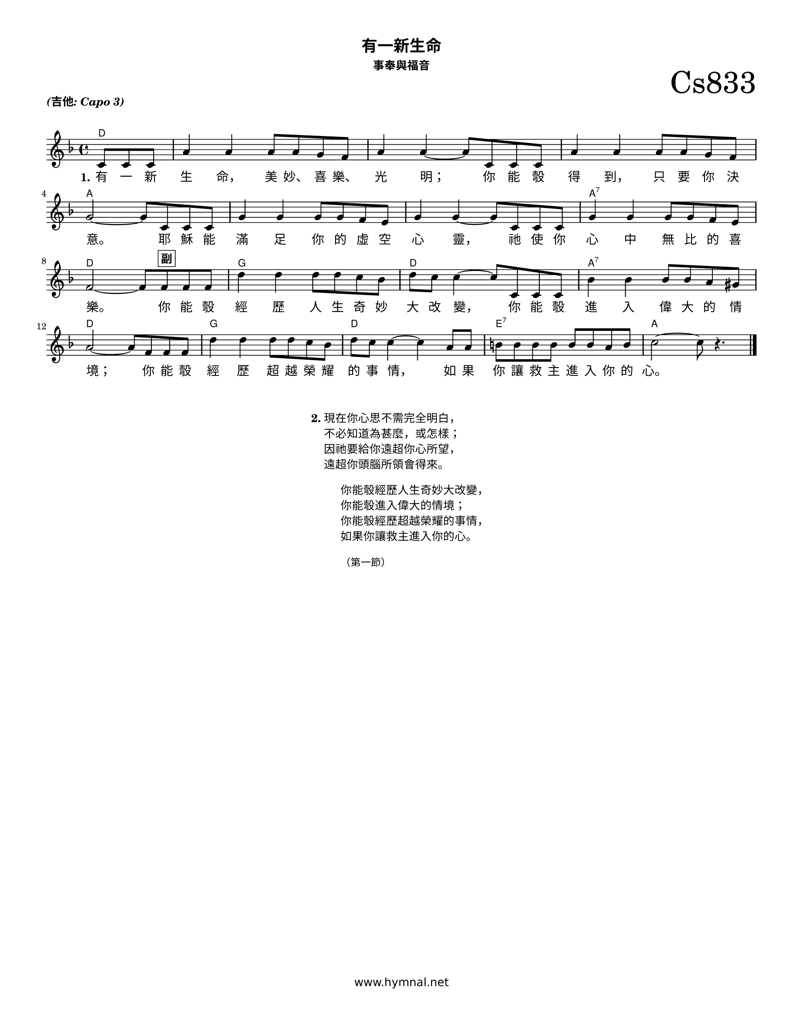 有一新生命
事奉與福音
Cs833
(吉他: Capo 3)
D
1. 有 一 新 生 命, 美 妙、 喜 樂、 光 明; 你 能 彀 得 到, 只 要 你 決
4 A A7
意。 耶 穌 能 滿 足 你 的 虛 空 心 靈, 祂 使 你 心 中 無 比 的 喜
副
8 D G D A7
樂。 你 能 彀 經 歷 人 生 奇 妙 大 改 變, 你 能 彀 進 入 偉 大 的 情
12 D G D E7 A
境; 你 能 彀 經 歷 超 越 榮 耀 的 事 情, 如 果 你 讓 救 主 進 入 你 的 心。
2. 現在你心思不需完全明白,
不必知道為甚麼,或怎樣;
因祂要給你遠超你心所望,
遠超你頭腦所領會得來。
你能彀經歷人生奇妙大改變,
你能彀進入偉大的情境;
你能彀經歷超越榮耀的事情,
如果你讓救主進入你的心。
(第一節)
www.hymnal.net